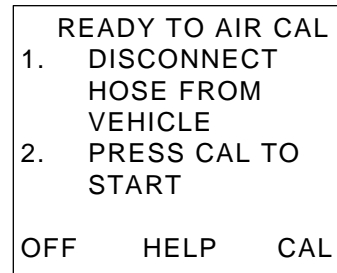 READY TO AIR CAL
1. DISCONNECT
HOSE FROM
VEHICLE
2. PRESS CAL TO
START
OFF HELP CAL